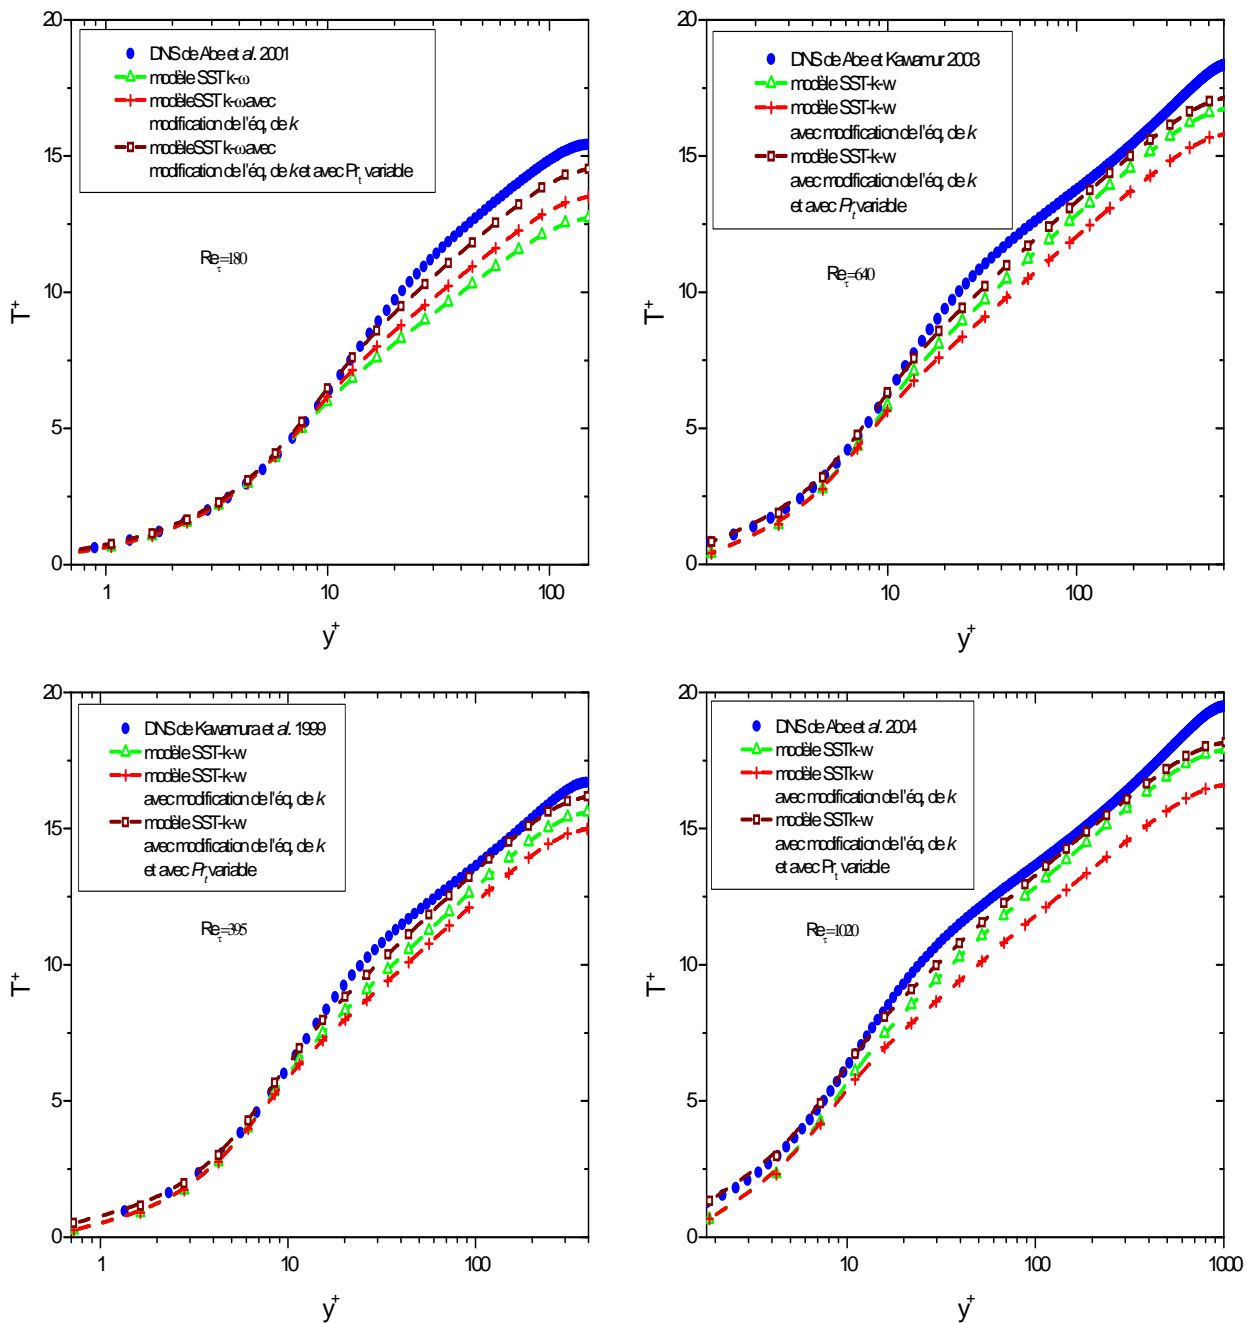 20
15
10
5
0
T⁺
DNS de Abe et al. 2001
modèle SST k-ω
modèle SST k-ω avec
modification de l'éq, de k
modèle SST k-ω avec
modification de l'éq, de k et avec Prₜ variable
Re_τ=180
1 10 100
y⁺
20
15
10
5
0
T⁺
DNS de Abe et Kawamur 2003
modèle SST-k-w
modèle SST-k-w
avec modification de l'éq, de k
modèle SST-k-w
avec modification de l'éq, de k
et avec Prₜ variable
Re_τ=640
10 100
y⁺
20
15
10
5
0
T⁺
DNS de Kawamura et al. 1999
modèle SST-k-w
modèle SST-k-w
avec modification de l'éq, de k
modèle SST-k-w
avec modification de l'éq, de k
et avec Prₜ variable
Re_τ=395
1 10 100
y⁺
20
15
10
5
0
T⁺
DNS de Abe et al. 2004
modèle SSTk-w
modèle SSTk-w
avec modification de l'éq, de k
modèle SSTk-w
avec modification de l'éq, de k
et avec Prₜ variable
Re_τ=1020
10 100 1000
y⁺